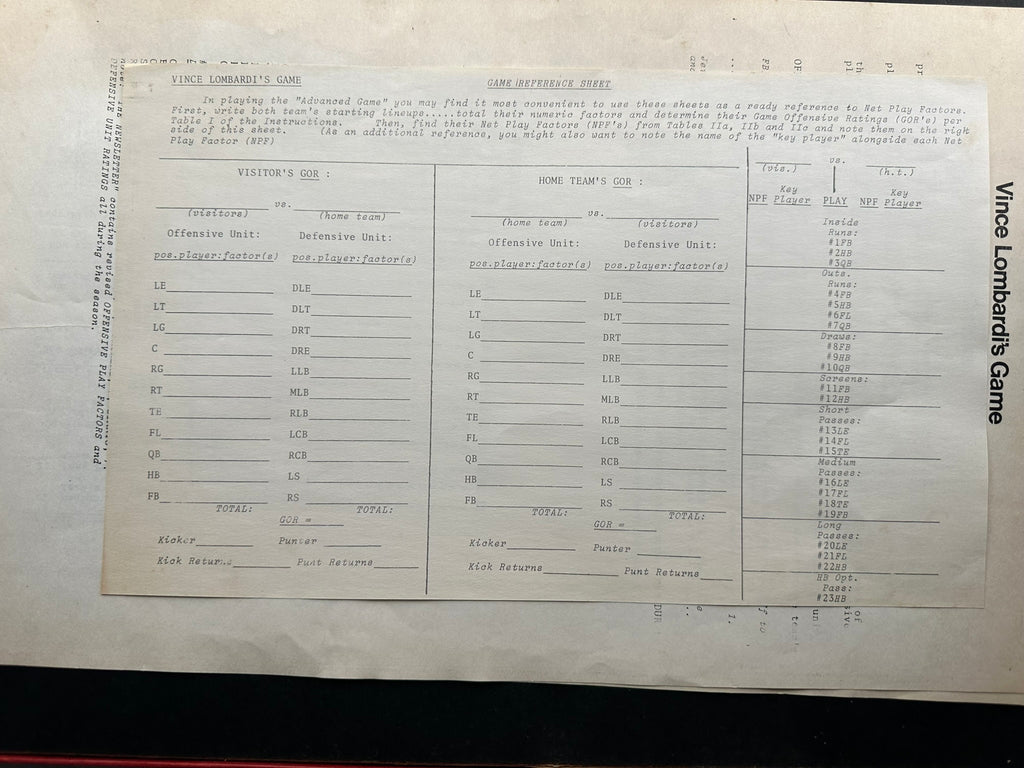 VINCE LOMBARDI'S GAME
GAME REFERENCE SHEET
In playing the "Advanced Game" you may find it most convenient to use these sheets as a ready reference to Net Play Factors.
First, write both team's starting lineups.....total their numeric factors and determine their Game Offensive Ratings (GOR's) per
Table I of the Instructions. Then, find their Net Play Factors (NPF's) from Tables IIa, IIb and IIc and note them on the right
side of this sheet. (As an additional reference, you might also want to note the name of the "key player" alongside each Net
Play Factor (NPF)
VISITOR'S GOR :
vs.
(visitors) (home team)
Offensive Unit: Defensive Unit:
pos.player:factor(s) pos.player:factor(s)
LE DLE
LT DLT
LG DRT
C DRE
RG LLB
RT MLB
TE RLB
FL LCB
QB RCB
HB LS
FB RS
TOTAL: TOTAL:
GOR =
Kicker Punter
Kick Returns Punt Returns
HOME TEAM'S GOR :
vs.
(home team) (visitors)
Offensive Unit: Defensive Unit:
pos.player:factor(s) pos.player:factor(s)
LE DLE
LT DLT
LG DRT
C DRE
RG LLB
RT MLB
TE RLB
FL LCB
QB RCB
HB LS
FB RS
TOTAL: TOTAL:
GOR =
Kicker Punter
Kick Returns Punt Returns
vs.
(vis.) (h.t.)
Key Key
NPF Player PLAY NPF Player
Inside
Runs:
#1FB
#2HB
#3QB
Outs.
Runs:
#4FB
#5HB
#6FL
#7QB
Draws:
#8FB
#9HB
#10QB
Screens:
#11FB
#12HB
Short
Passes:
#13LE
#14FL
#15TE
Medium
Passes:
#16LE
#17FL
#18TE
#19FB
Long
Passes:
#20LE
#21FL
#22HB
HB Opt.
Pass:
#23HB
Vince Lombardi's Game
THE NEWSLETTER" contains revised OFFENSIVE PLAY FACTORS and
DEFENSIVE UNIT RATINGS all during the season.